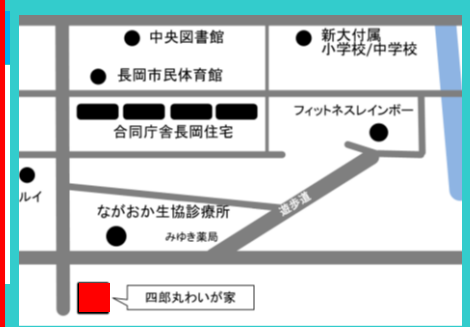 中央図書館
新大付属
小学校/中学校
長岡市民体育館
フィットネスレインボー
合同庁舎長岡住宅
ルイ
遊歩道
ながおか生協診療所
みゆき薬局
四郎丸わいが家